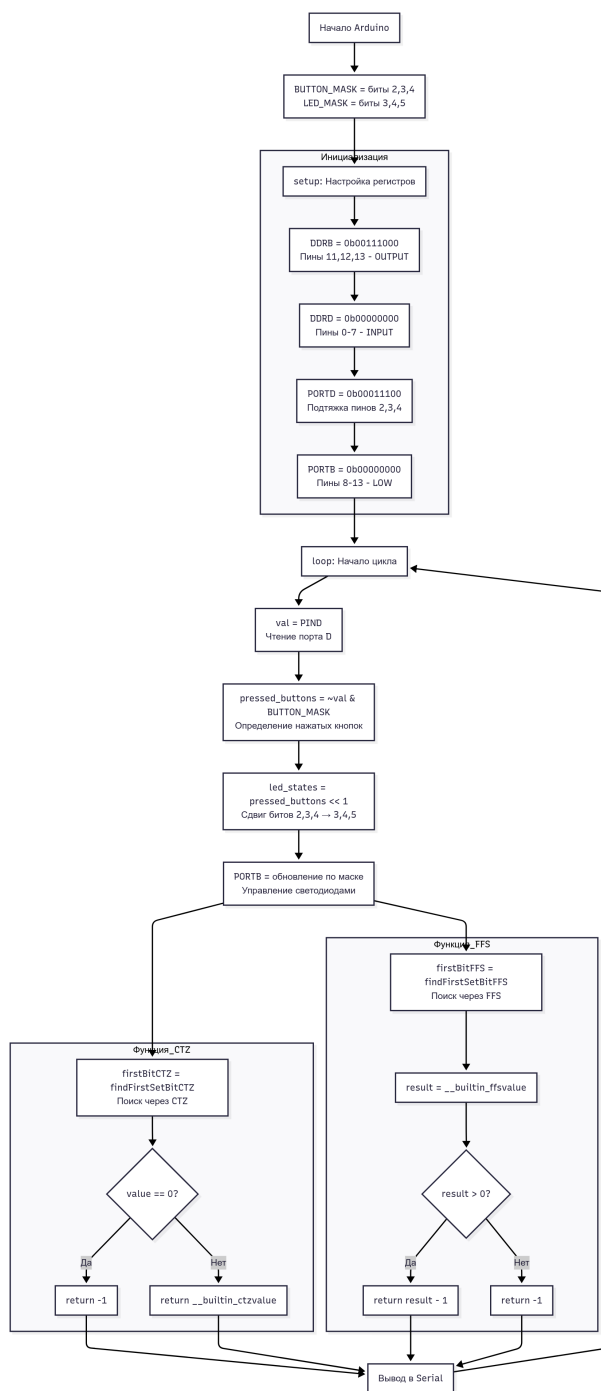 Начало Arduino
BUTTON_MASK = биты 2,3,4
LED_MASK = биты 3,4,5
Инициализация
setup: Настройка регистров
DDRB = 0b00111000
Пины 11,12,13 - OUTPUT
DDRD = 0b00000000
Пины 0-7 - INPUT
PORTD = 0b00011100
Подтяжка пинов 2,3,4
PORTB = 0b00000000
Пины 8-13 - LOW
loop: Начало цикла
val = PIND
Чтение порта D
pressed_buttons = ~val &
BUTTON_MASK
Определение нажатых кнопок
led_states =
pressed_buttons << 1
Сдвиг битов 2,3,4 → 3,4,5
PORTB = обновление по маске
Управление светодиодами
Функция_FFS
firstBitFFS =
findFirstSetBitFFS
Поиск через FFS
result = __builtin_ffsvalue
result > 0?
Да
Нет
return result - 1
return -1
Функция_CTZ
firstBitCTZ =
findFirstSetBitCTZ
Поиск через CTZ
value == 0?
Да
Нет
return -1
return __builtin_ctzvalue
Вывод в Serial